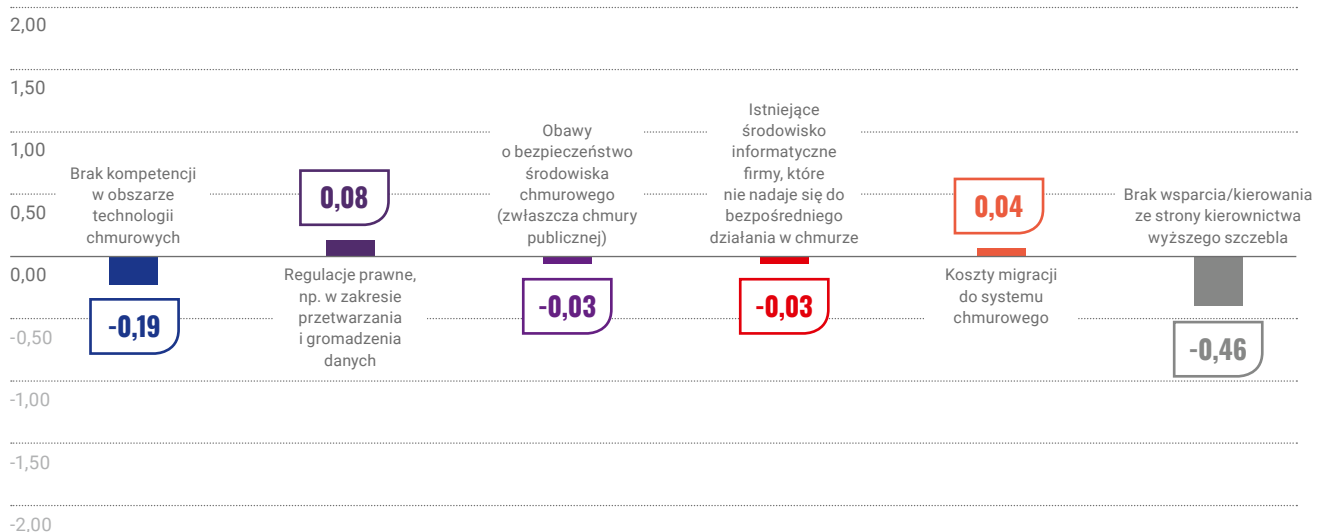 2,00
1,50
1,00
0,50
0,00
-0,50
-1,00
-1,50
-2,00
Brak kompetencji
w obszarze
technologii
chmurowych
-0,19
0,08
Regulacje prawne,
np. w zakresie
przetwarzania
i gromadzenia
danych
Obawy
o bezpieczeństwo
środowiska
chmurowego
(zwłaszcza chmury
publicznej)
-0,03
Istniejące
środowisko
informatyczne
firmy, które
nie nadaje się do
bezpośredniego
działania w chmurze
-0,03
0,04
Koszty migracji
do systemu
chmurowego
Brak wsparcia/kierowania
ze strony kierownictwa
wyższego szczebla
-0,46